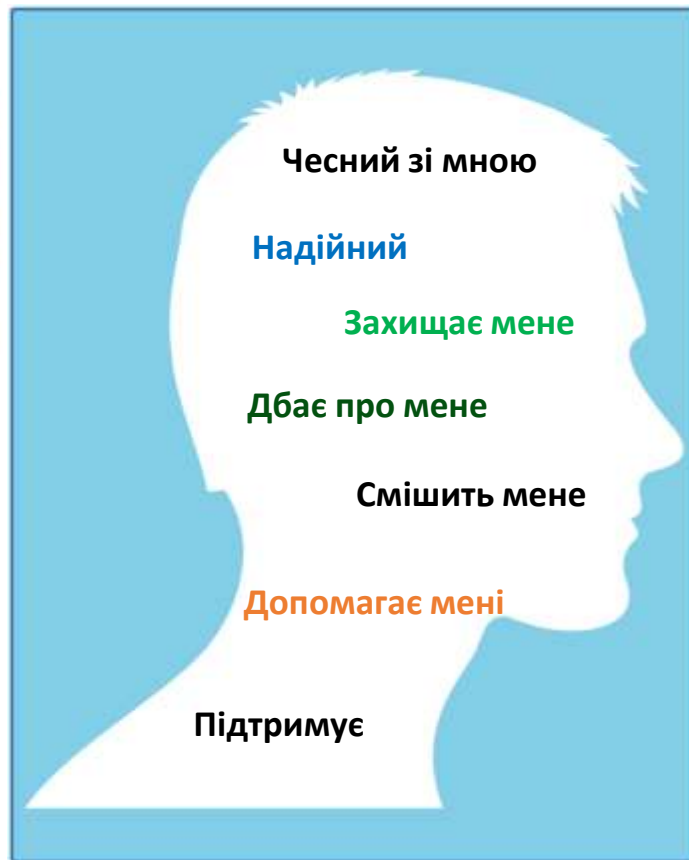 Чесний зі мною
Надійний
Захищає мене
Дбає про мене
Смішить мене
Допомагає мені
Підтримує